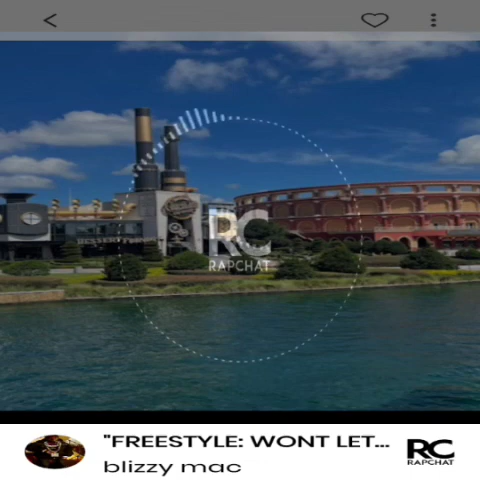 RC
RAPCHAT
"FREESTYLE: WONT LET...
blizzy mac
RC
RAPCHAT